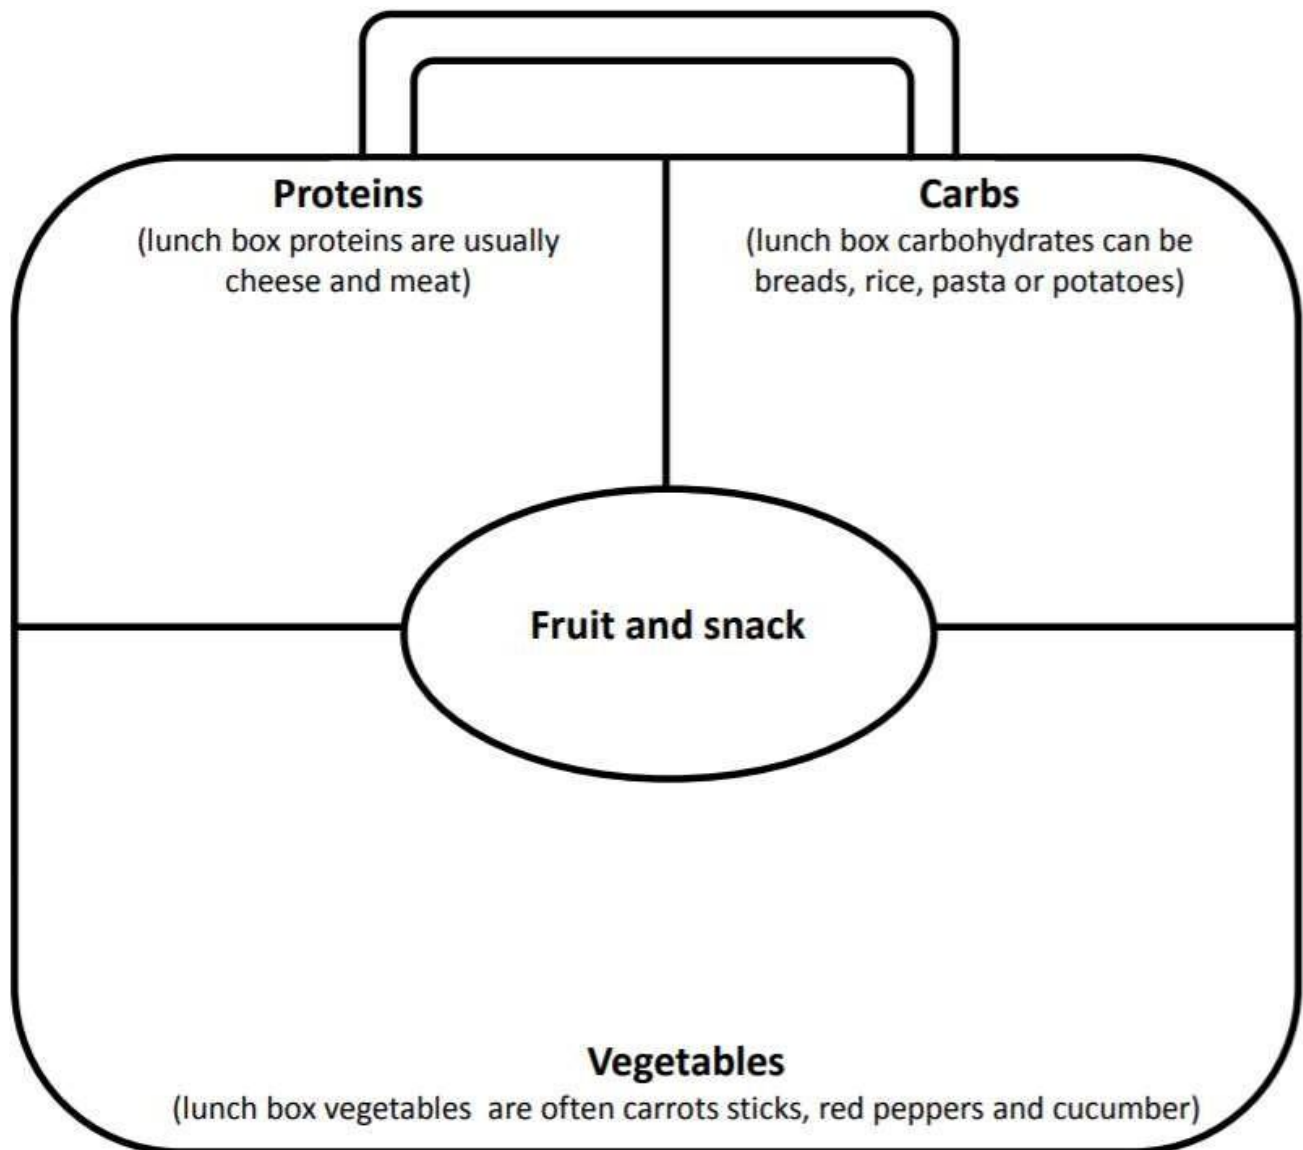 Proteins
(lunch box proteins are usually
cheese and meat)
Carbs
(lunch box carbohydrates can be
breads, rice, pasta or potatoes)
Fruit and snack
Vegetables
(lunch box vegetables  are often carrots sticks, red peppers and cucumber)